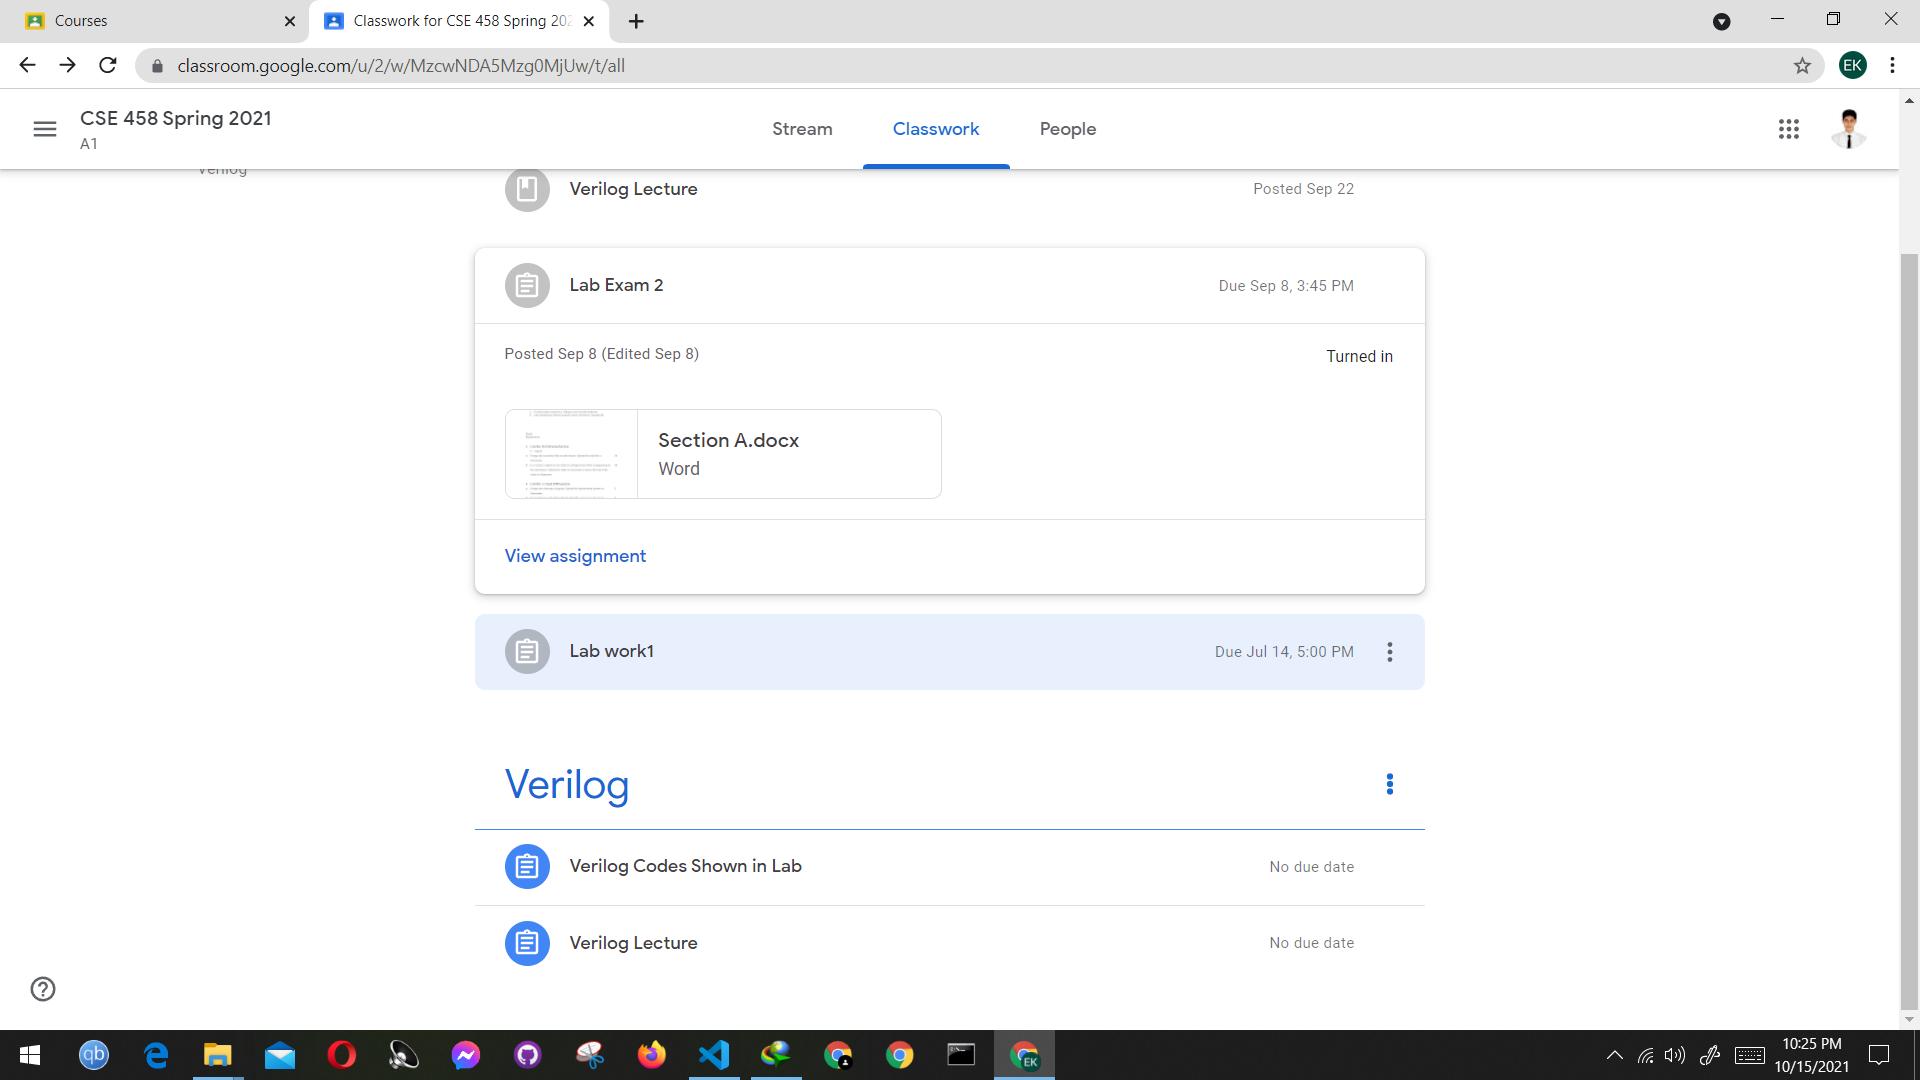 Courses
Classwork for CSE 458 Spring 202
classroom.google.com/u/2/w/MzcwNDA5Mzg0MjUw/t/all
EK
CSE 458 Spring 2021
A1
Stream
Classwork
People
Verilog
Verilog Lecture
Posted Sep 22
Lab Exam 2
Due Sep 8, 3:45 PM
Posted Sep 8 (Edited Sep 8)
Turned in
Section A.docx
Word
View assignment
Lab work1
Due Jul 14, 5:00 PM
Verilog
Verilog Codes Shown in Lab
No due date
Verilog Lecture
No due date
qb
EK
10:25 PM
10/15/2021